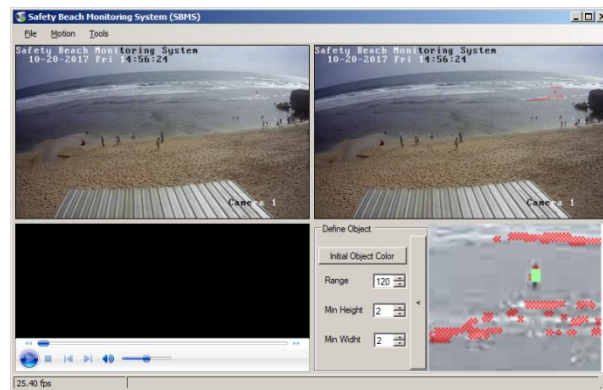 Safety Beach Monitoring System (SBMS)
File Motion Tools
Safety Beach Monitoring System
10-20-2017 Fri 14:56:24
Camera 1
Safety Beach Monitoring System
10-20-2017 Fri 14:56:24
Camera 1
Define Object
Initial Object Color
Range 120
Min Height 2
Min Widht 2
<
25.40 fps